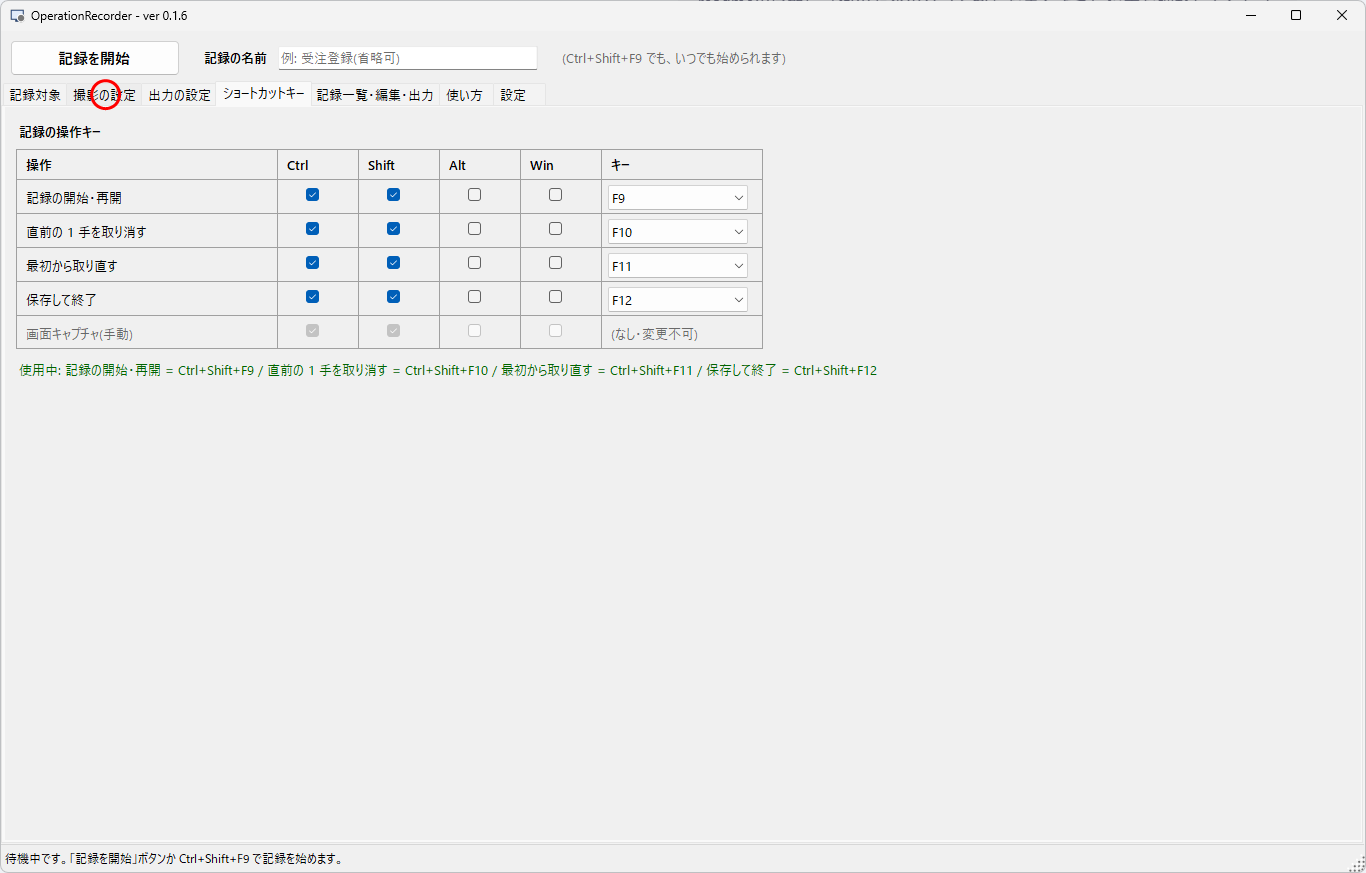 OperationRecorder - ver 0.1.6
記録を開始 記録の名前 例: 受注登録(省略可) (Ctrl+Shift+F9 でも、いつでも始められます)
記録対象 撮影の設定 出力の設定 ショートカットキー 記録一覧・編集・出力 使い方 設定
記録の操作キー
操作 Ctrl Shift Alt Win キー
記録の開始・再開 F9
直前の 1 手を取り消す F10
最初から取り直す F11
保存して終了 F12
画面キャプチャ(手動) (なし・変更不可)
使用中: 記録の開始・再開 = Ctrl+Shift+F9 / 直前の 1 手を取り消す = Ctrl+Shift+F10 / 最初から取り直す = Ctrl+Shift+F11 / 保存して終了 = Ctrl+Shift+F12
待機中です。「記録を開始」ボタンか Ctrl+Shift+F9 で記録を始めます。